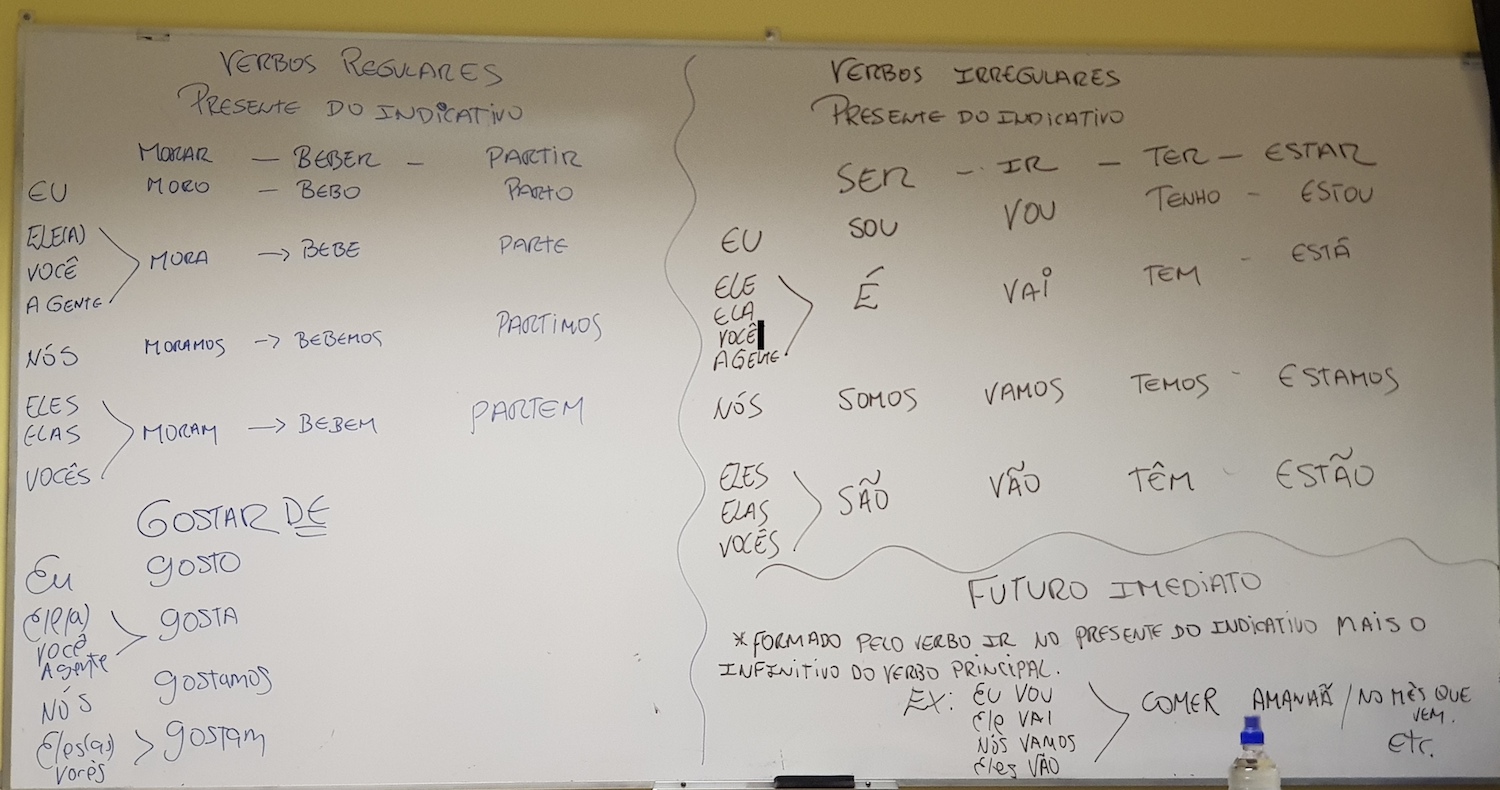 VERBOS REGULARES
PRESENTE DO INDICATIVO
MORAR — BEBER — PARTIR
EU MORO — BEBO PARTO
ELE(A)
VOCÊ
A GENTE
MORA → BEBE PARTE
NÓS MORAMOS → BEBEMOS PARTIMOS
ELES
ELAS
VOCÊS
MORAM → BEBEM PARTEM
GOSTAR DE
Eu GOSTO
Ele(a)
você
A gente
gOSTA
NÓS gostamos
Eles(as)
vocês
gostam
VERBOS IRREGULARES
PRESENTE DO INDICATIVO
SER — IR — TER — ESTAR
EU SOU VOU TENHO — ESTOU
ELE
ELA
VOCÊ
A GENTE
É VAI TEM - ESTÁ
NÓS SOMOS VAMOS TEMOS - ESTAMOS
ELES
ELAS
VOCÊS
SÃO VÃO TÊM - ESTÃO
FUTURO IMEDIATO
*FORMADO PELO VERBO IR NO PRESENTE DO INDICATIVO MAIS O
INFINITIVO DO VERBO PRINCIPAL.
EX: EU VOU
Ele VAI
NÓS VAMOS
Eles VÃO
COMER AMANHÃ / NO MÊS QUE
VEM.
Etc.